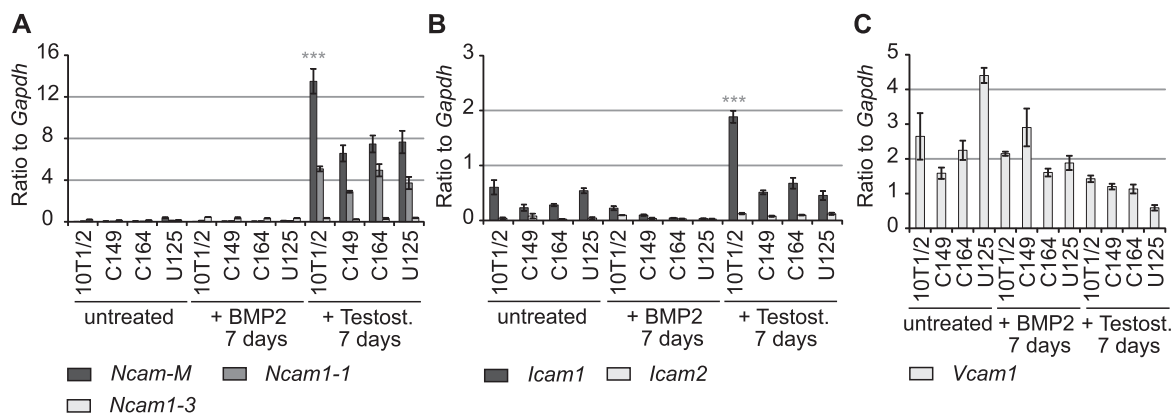 A
Ratio to Gapdh
16
12
8
4
0
***
10T1/2 C149 C164 U125 10T1/2 C149 C164 U125 10T1/2 C149 C164 U125
untreated + BMP2 7 days + Testost. 7 days
Ncam-M Ncam1-1
Ncam1-3
B
Ratio to Gapdh
3
2
1
0
***
10T1/2 C149 C164 U125 10T1/2 C149 C164 U125 10T1/2 C149 C164 U125
untreated + BMP2 7 days + Testost. 7 days
Icam1 Icam2
C
Ratio to Gapdh
5
4
3
2
1
0
10T1/2 C149 C164 U125 10T1/2 C149 C164 U125 10T1/2 C149 C164 U125
untreated + BMP2 7 days + Testost. 7 days
Vcam1